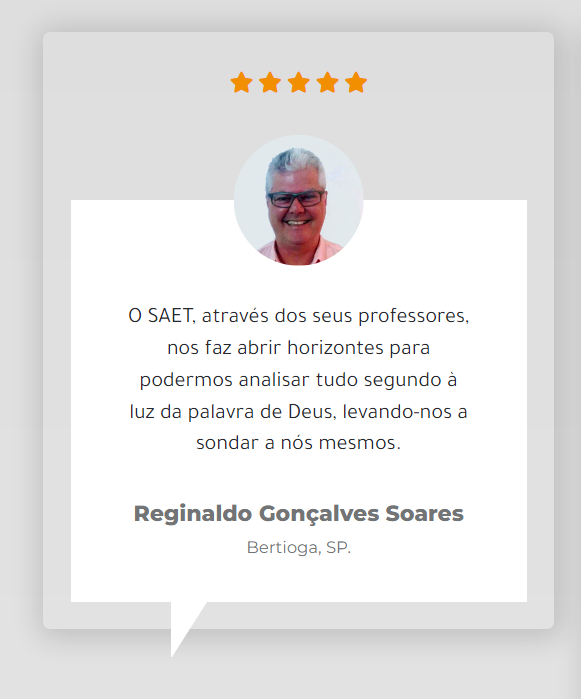 O SAET, através dos seus professores,
nos faz abrir horizontes para
podermos analisar tudo segundo à
luz da palavra de Deus, levando-nos a
sondar a nós mesmos.
Reginaldo Gonçalves Soares
Bertioga, SP.